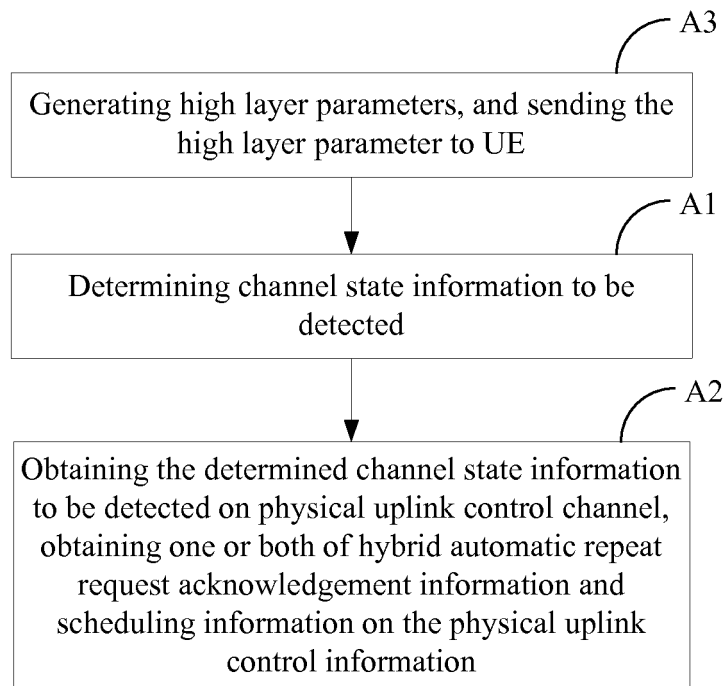 A3
Generating high layer parameters, and sending the
high layer parameter to UE
A1
Determining channel state information to be
detected
A2
Obtaining the determined channel state information
to be detected on physical uplink control channel,
obtaining one or both of hybrid automatic repeat
request acknowledgement information and
scheduling information on the physical uplink
control information